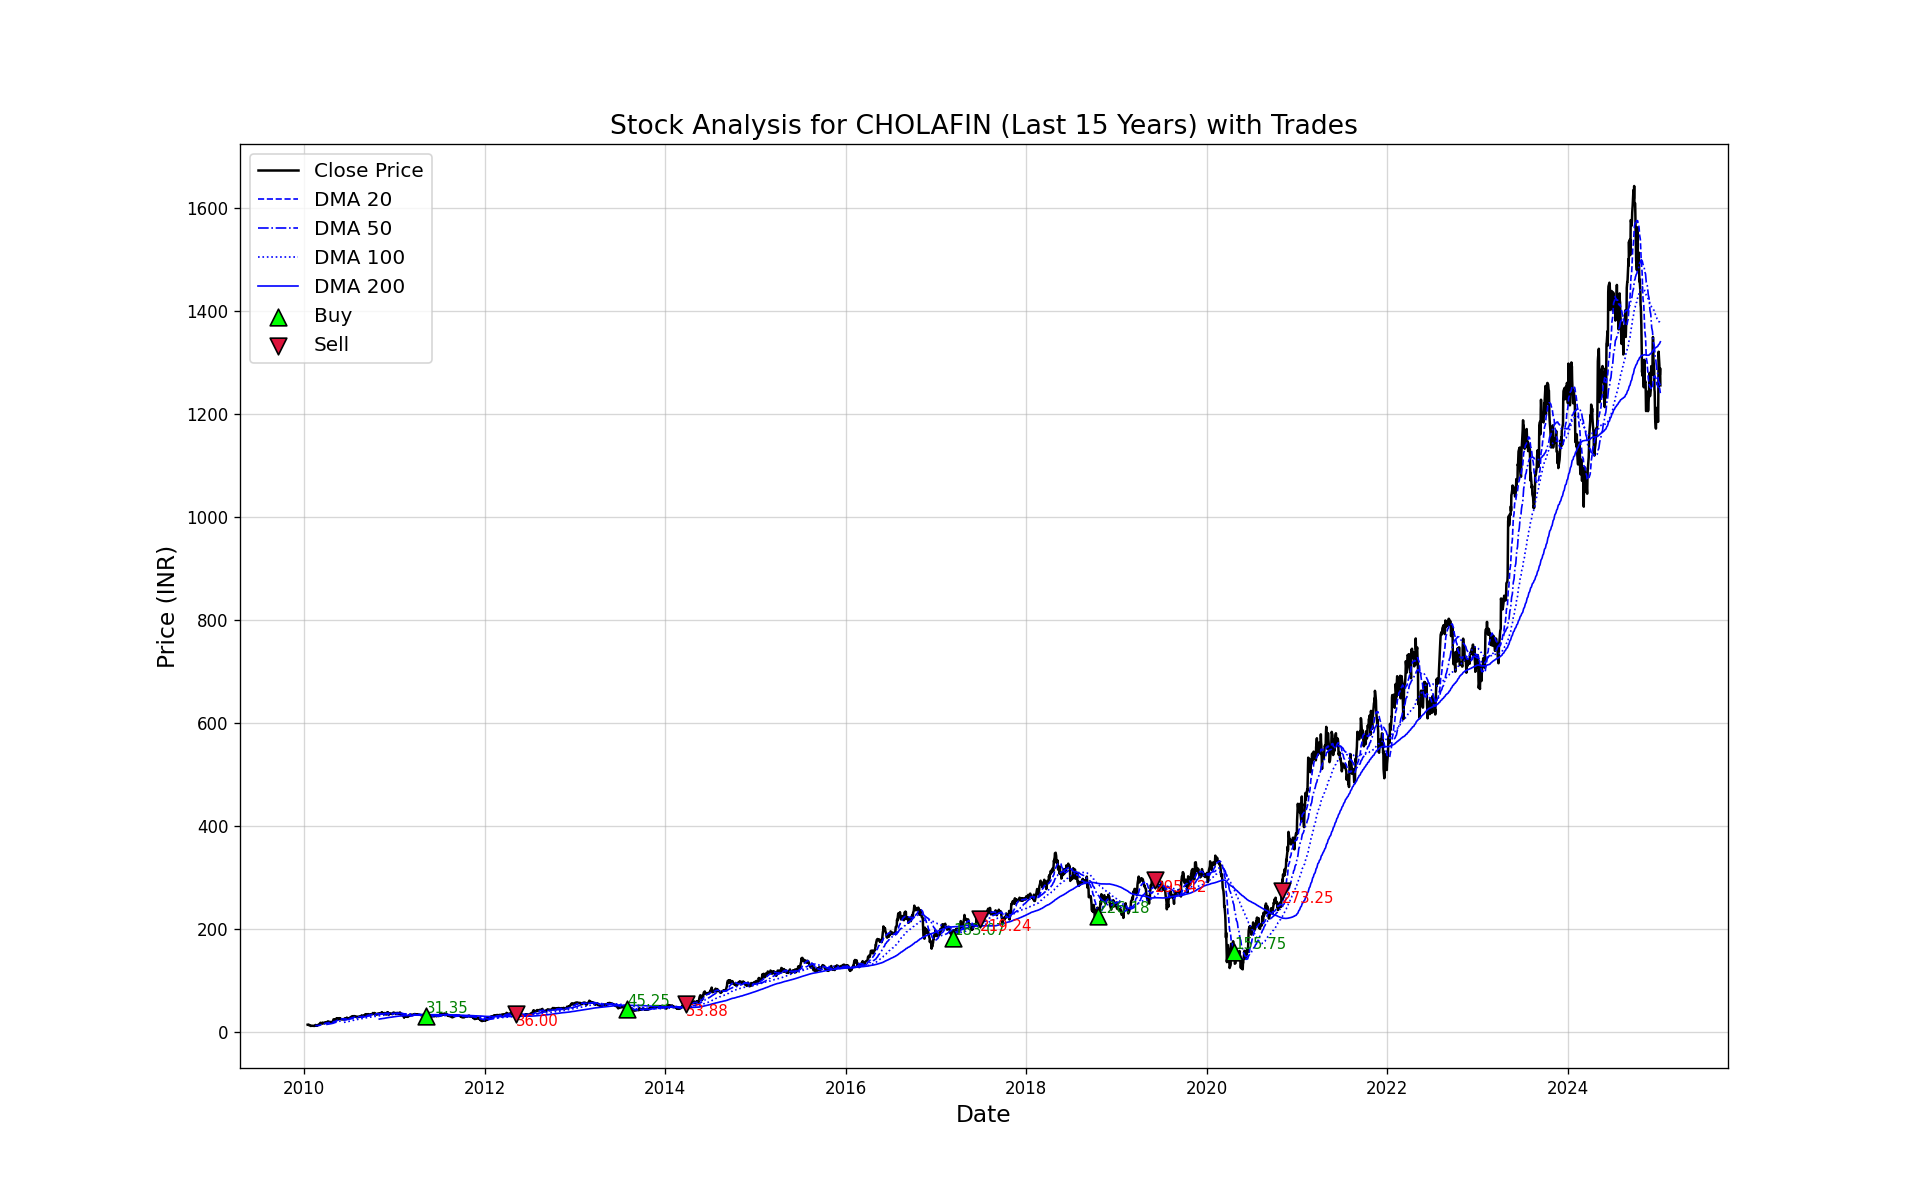 Stock Analysis for CHOLAFIN (Last 15 Years) with Trades
Close Price
DMA 20
DMA 50
DMA 100
DMA 200
Buy
Sell
Price (INR)
1600
1400
1200
1000
800
600
400
200
0
31.35
36.00
45.25
53.88
219.24
273.25
2010
2012
2014
2016
2018
2020
2022
2024
Date